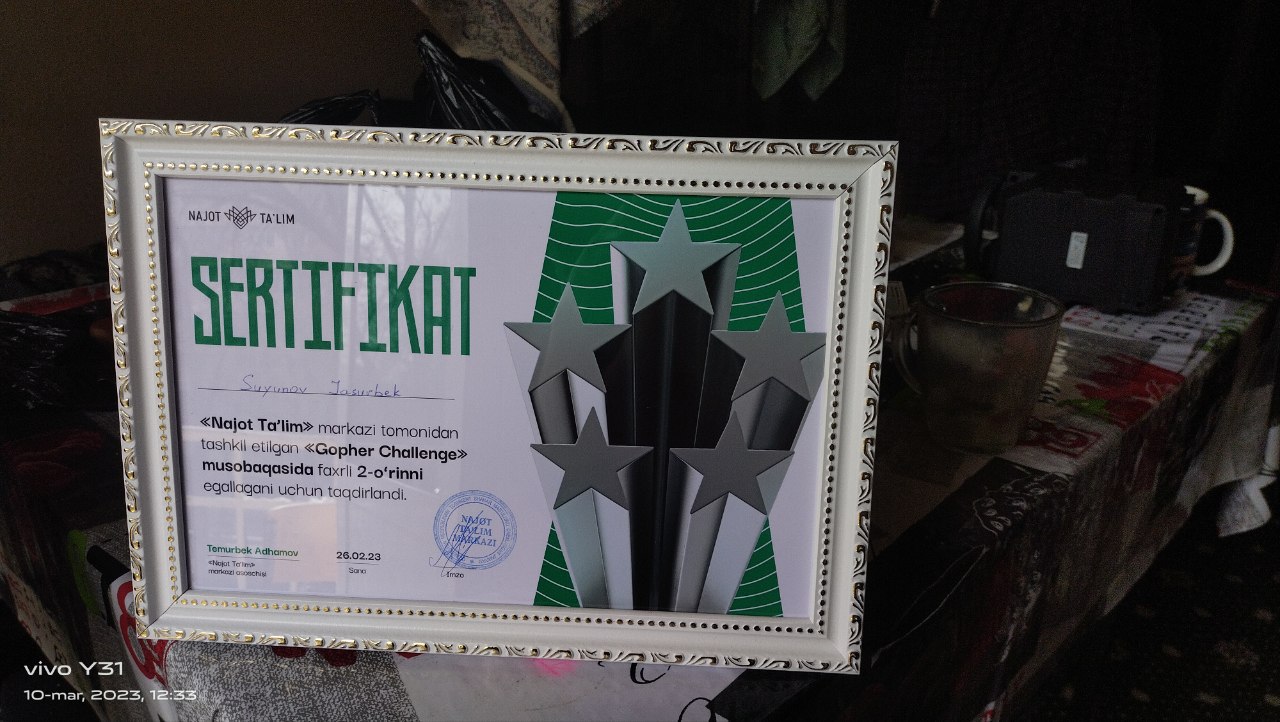 NAJOT TA'LIM
SERTIFIKAT
Suyunov Jasurbek
«Najot Ta'lim» markazi tomonidan
tashkil etilgan «Gopher Challenge»
musobaqasida faxrli 2-o'rinni
egallagani uchun taqdirlandi.
Temurbek Adhamov
«Najot Ta'lim»
markazi asoschisi
26.02.23
Sana
Imzo
NAJOT
TA'LIM
MARKAZI
vivo Y31
10-mar, 2023, 12:33